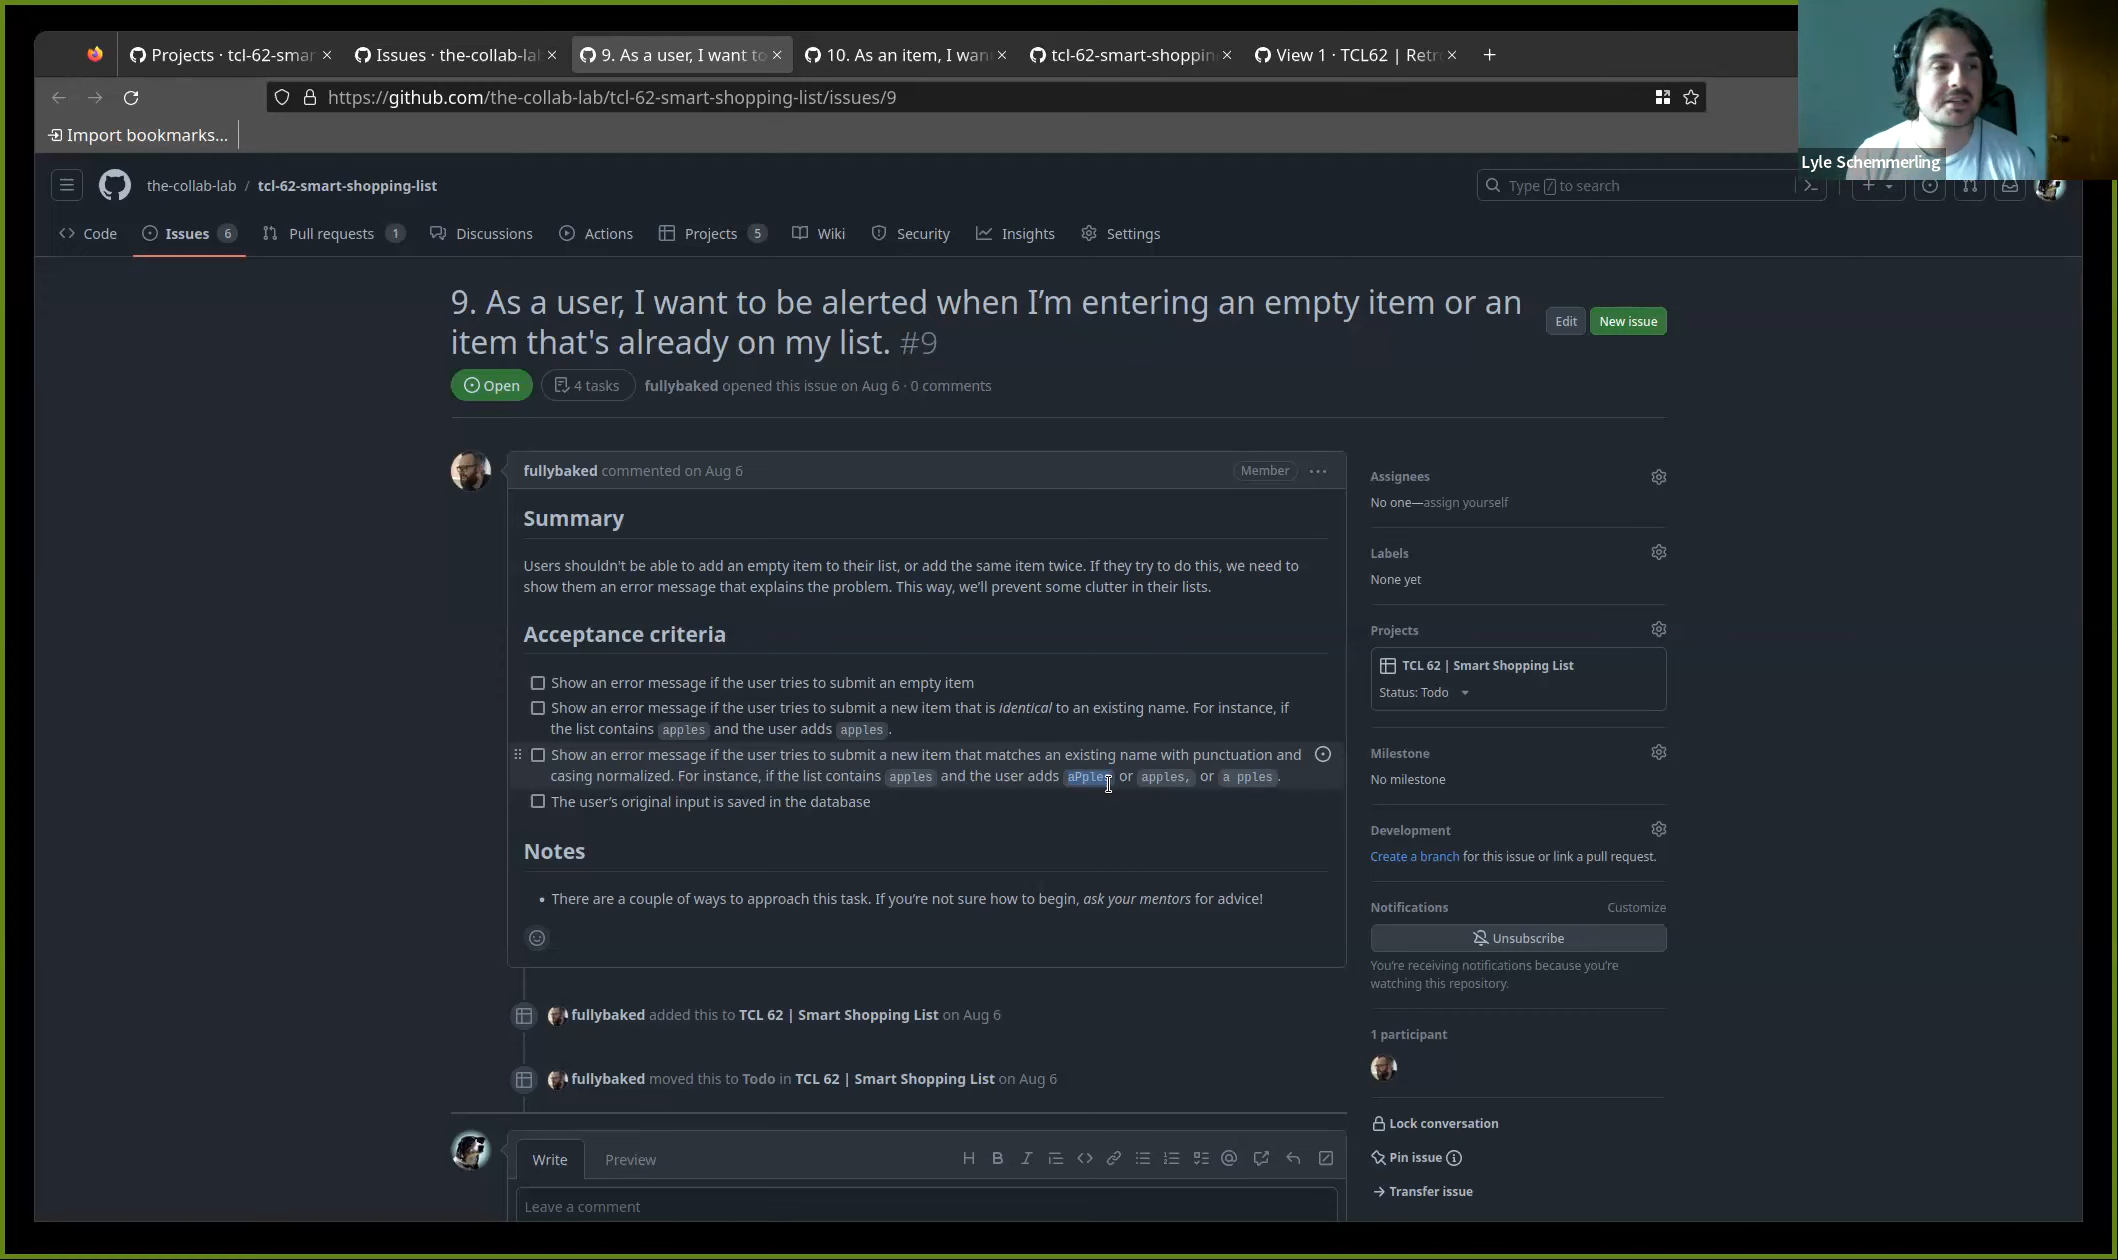 Projects · tcl-62-smar
Issues · the-collab-lab
9. As a user, I want to
10. As an item, I wan
tcl-62-smart-shoppin
View 1 · TCL62 | Retr
https://github.com/the-collab-lab/tcl-62-smart-shopping-list/issues/9
Import bookmarks...
Lyle Schemmerling
the-collab-lab / tcl-62-smart-shopping-list
Type / to search
Code
Issues 6
Pull requests 1
Discussions
Actions
Projects 5
Wiki
Security
Insights
Settings
9. As a user, I want to be alerted when I’m entering an empty item or an
item that's already on my list. #9
Edit
New issue
Open
4 tasks
fullybaked opened this issue on Aug 6 · 0 comments
fullybaked commented on Aug 6
Member
Summary
Users shouldn't be able to add an empty item to their list, or add the same item twice. If they try to do this, we need to
show them an error message that explains the problem. This way, we’ll prevent some clutter in their lists.
Acceptance criteria
Show an error message if the user tries to submit an empty item
Show an error message if the user tries to submit a new item that is identical to an existing name. For instance, if
the list contains apples and the user adds apples.
Show an error message if the user tries to submit a new item that matches an existing name with punctuation and
casing normalized. For instance, if the list contains apples and the user adds aPples or apples, or a pples.
The user’s original input is saved in the database
Notes
There are a couple of ways to approach this task. If you’re not sure how to begin, ask your mentors for advice!
fullybaked added this to TCL 62 | Smart Shopping List on Aug 6
fullybaked moved this to Todo in TCL 62 | Smart Shopping List on Aug 6
Write
Preview
Leave a comment
Assignees
No one—assign yourself
Labels
None yet
Projects
TCL 62 | Smart Shopping List
Status: Todo
Milestone
No milestone
Development
Create a branch for this issue or link a pull request.
Notifications
Customize
Unsubscribe
You’re receiving notifications because you’re
watching this repository.
1 participant
Lock conversation
Pin issue
Transfer issue